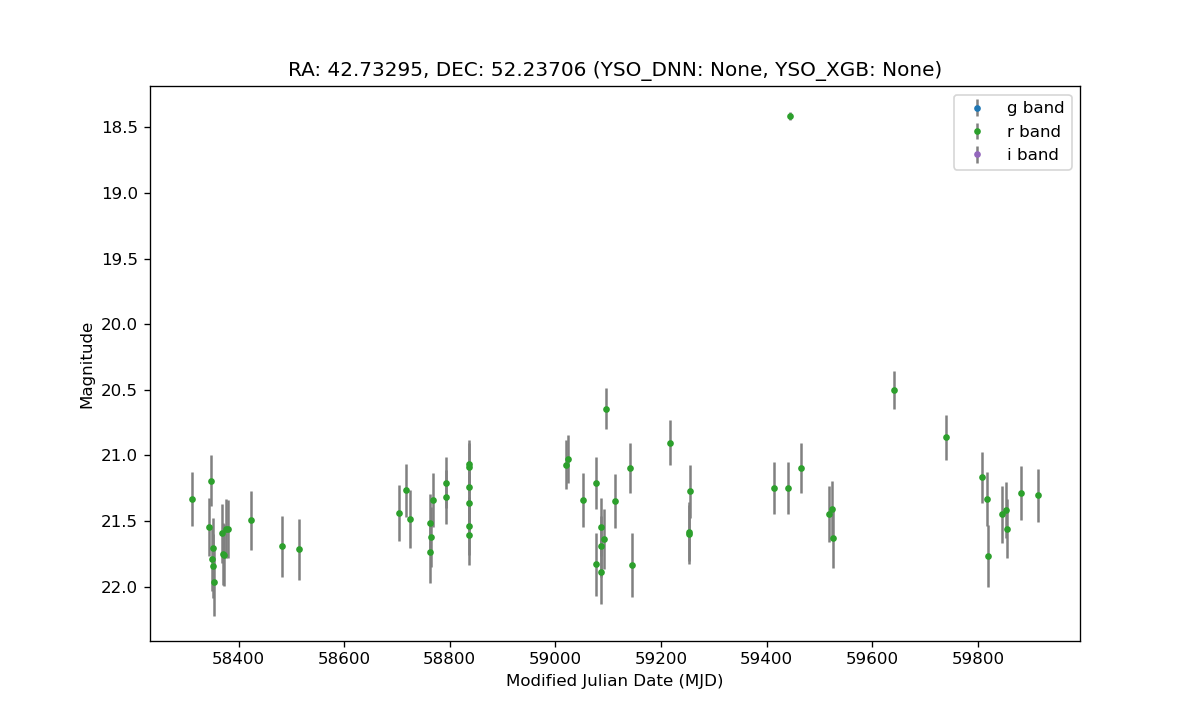 RA: 42.73295, DEC: 52.23706 (YSO_DNN: None, YSO_XGB: None)
g band
r band
i band
18.5
19.0
19.5
20.0
20.5
21.0
21.5
22.0
Magnitude
58400 58600 58800 59000 59200 59400 59600 59800
Modified Julian Date (MJD)